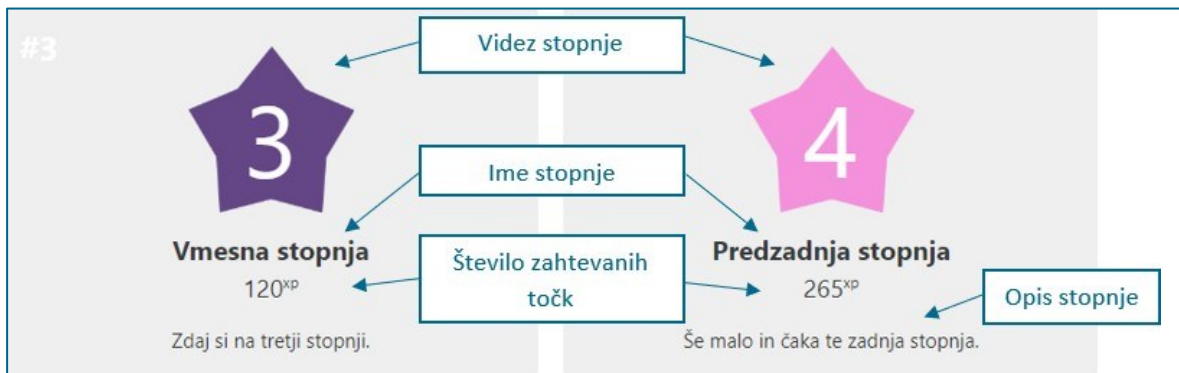 #3
Videz stopnje
3
4
Ime stopnje
Vmesna stopnja
Predzadnja stopnja
Število zahtevanih
točk
120xp
265xp
Opis stopnje
Zdaj si na tretji stopnji.
Še malo in čaka te zadnja stopnja.